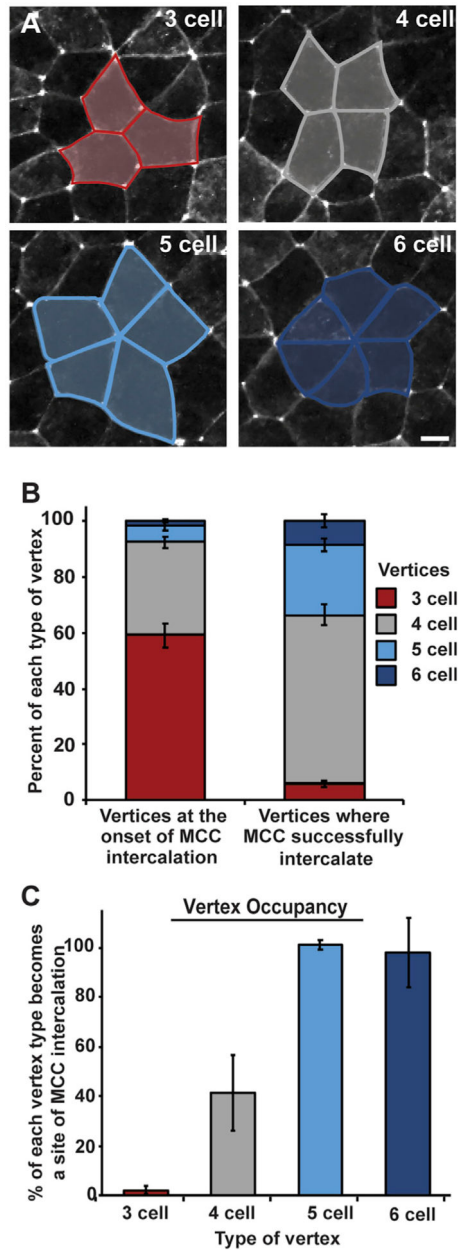 A
3 cell
4 cell
5 cell
6 cell
B
Percent of each type of vertex
100
80
60
40
20
0
Vertices at the
onset of MCC
intercalation
Vertices where
MCC successfully
intercalate
Vertices
3 cell
4 cell
5 cell
6 cell
C
Vertex Occupancy
% of each vertex type becomes
a site of MCC intercalation
100
80
60
40
20
0
3 cell
4 cell
5 cell
6 cell
Type of vertex